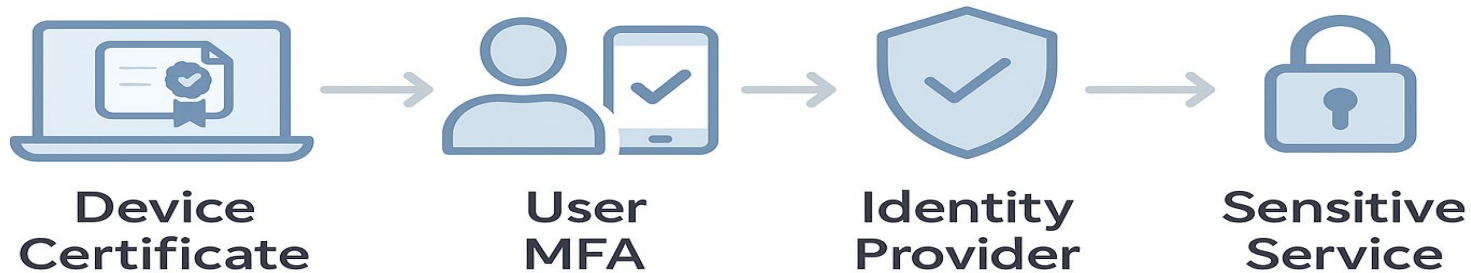 Device
Certificate
User
MFA
Identity
Provider
Sensitive
Service